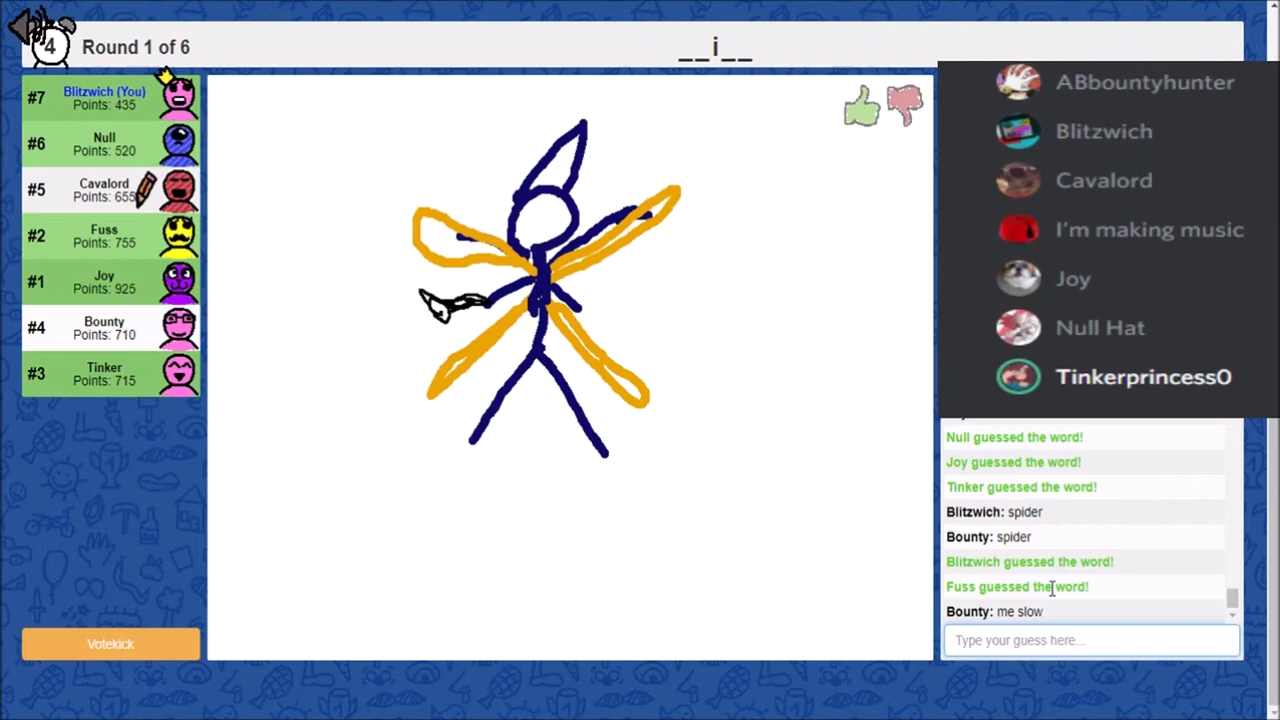 4
Round 1 of 6
__i__
#7 Blitzwich (You)
Points: 435
#6 Null
Points: 520
#5 Cavalord
Points: 655
#2 Fuss
Points: 755
#1 Joy
Points: 925
#4 Bounty
Points: 710
#3 Tinker
Points: 715
Votekick
ABbountyhunter
Blitzwich
Cavalord
I'm making music
Joy
Null Hat
Tinkerprincess0
Null guessed the word!
Joy guessed the word!
Tinker guessed the word!
Blitzwich: spider
Bounty: spider
Blitzwich guessed the word!
Fuss guessed the word!
Bounty: me slow
Type your guess here...